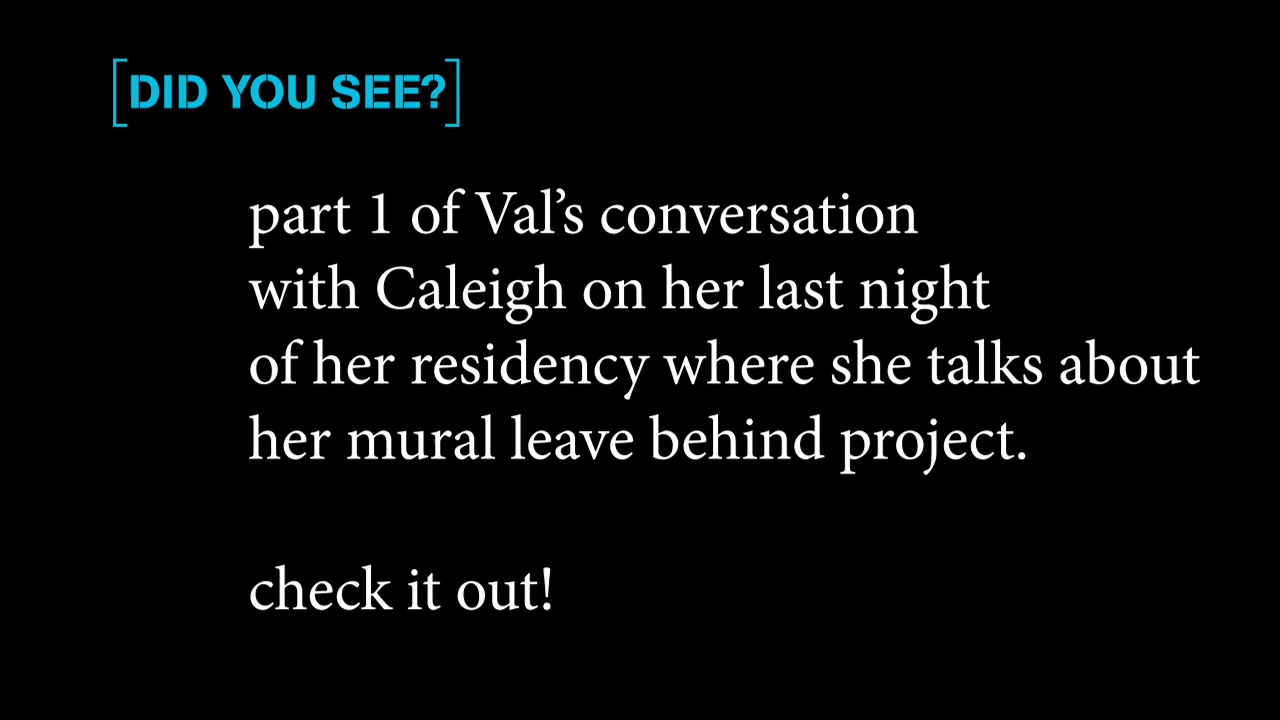 [DID YOU SEE?]
part 1 of Val’s conversation
with Caleigh on her last night
of her residency where she talks about
her mural leave behind project.
check it out!